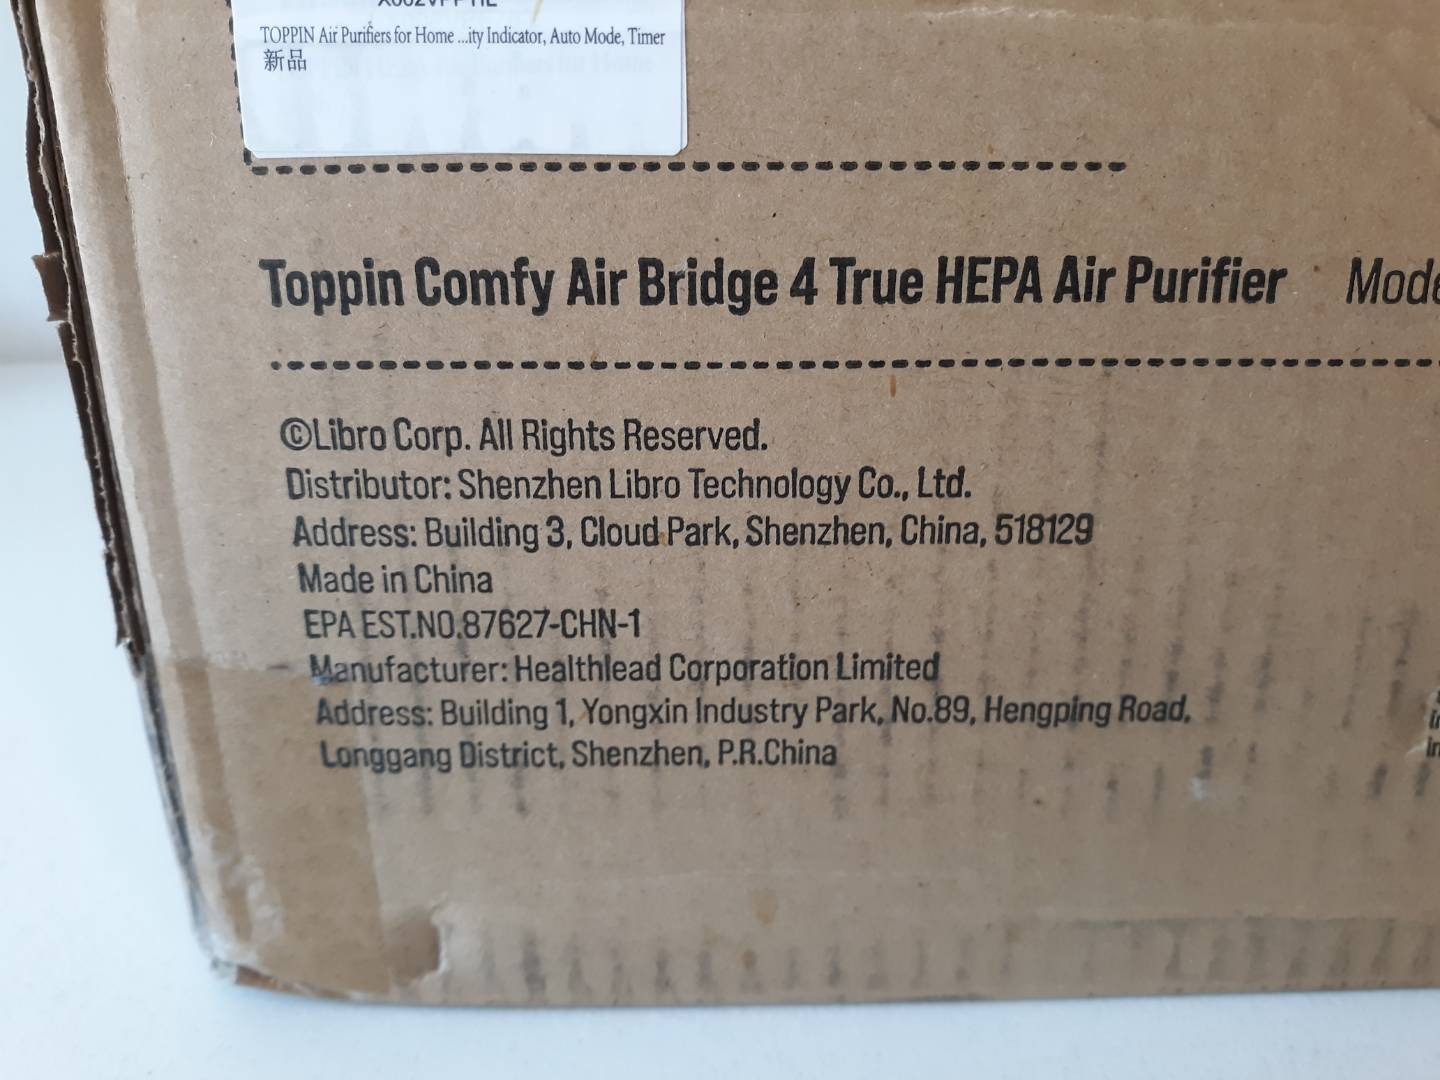 TOPPIN Air Purifiers for Home ...ity Indicator, Auto Mode, Timer
新品
Toppin Comfy Air Bridge 4 True HEPA Air Purifier
©Libro Corp. All Rights Reserved.
Distributor: Shenzhen Libro Technology Co., Ltd.
Address: Building 3, Cloud Park, Shenzhen, China, 518129
Made in China
EPA EST.NO.87627-CHN-1
Manufacturer: Healthlead Corporation Limited
Address: Building 1, Yongxin Industry Park, No.89, Hengping Road,
Longgang District, Shenzhen, P.R.China